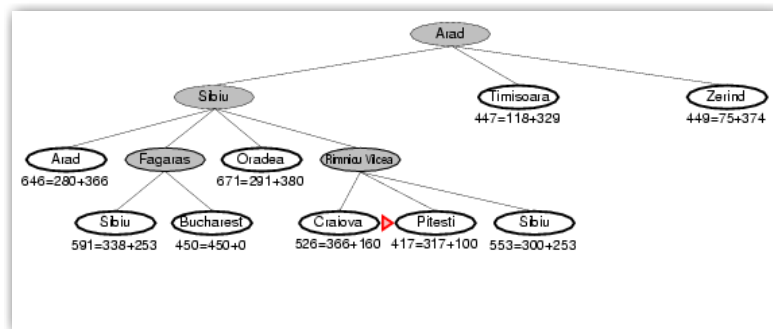 Arad
Sibiu
Timisoara
Zerind
447=118+329
449=75+374
Arad
Fagaras
Oradea
Rimnicu Vilcea
646=280+366
671=291+380
Sibiu
Bucharest
Craiova
Pitesti
Sibiu
591=338+253
450=450+0
526=366+160
417=317+100
553=300+253